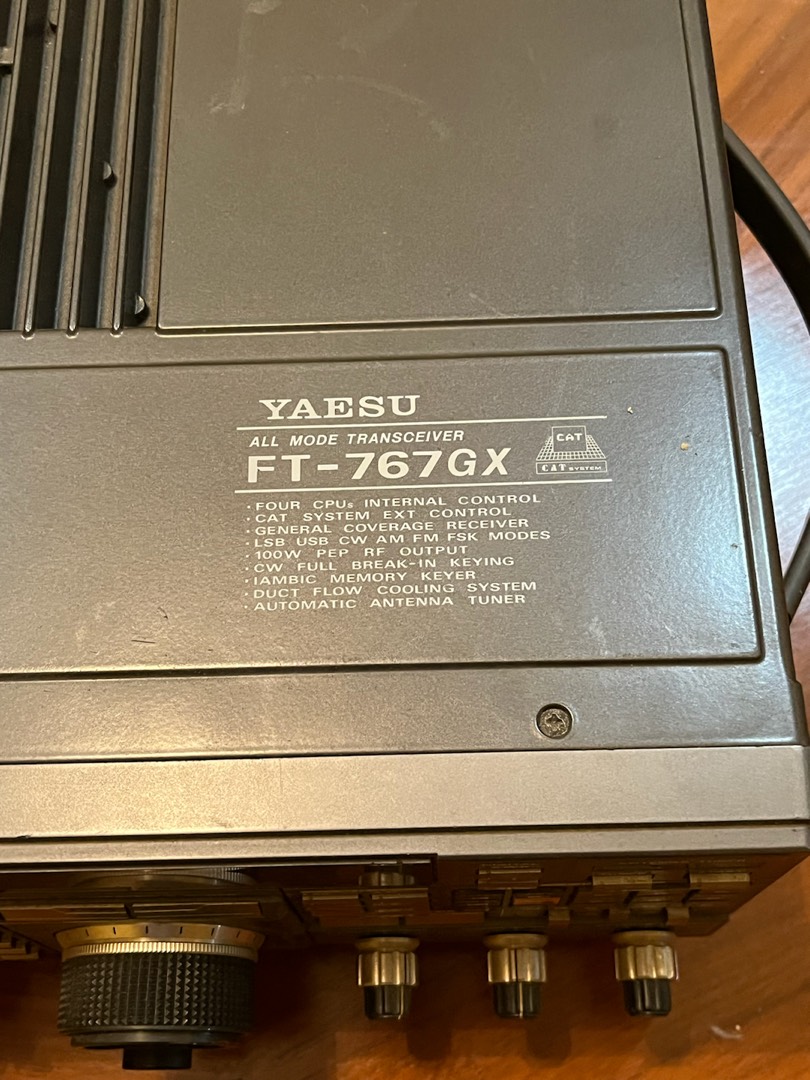 YAESU
ALL MODE TRANSCEIVER
FT-767GX
CAT
CAT SYSTEM
· FOUR CPUs INTERNAL CONTROL
· CAT SYSTEM EXT CONTROL
· GENERAL COVERAGE RECEIVER
· LSB USB CW AM FM FSK MODES
· 100W PEP RF OUTPUT
· CW FULL BREAK-IN KEYING
· IAMBIC MEMORY KEYER
· DUCT FLOW COOLING SYSTEM
· AUTOMATIC ANTENNA TUNER